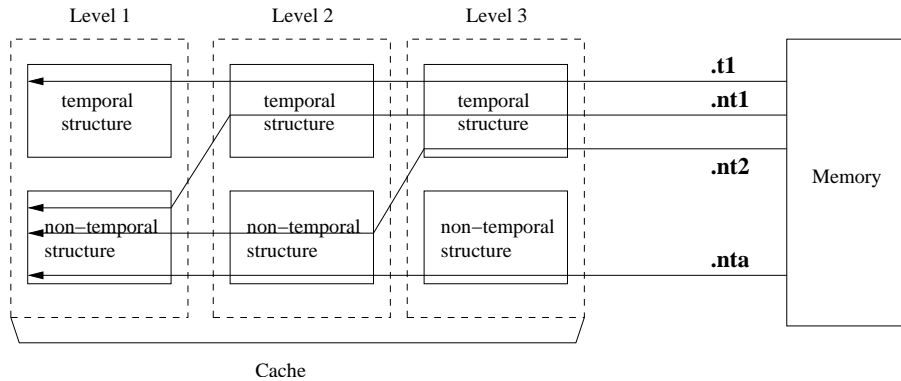 Level 1 Level 2 Level 3
.t1
temporal structure
temporal structure
temporal structure
.nt1
.nt2
Memory
non−temporal structure
non−temporal structure
non−temporal structure
.nta
Cache